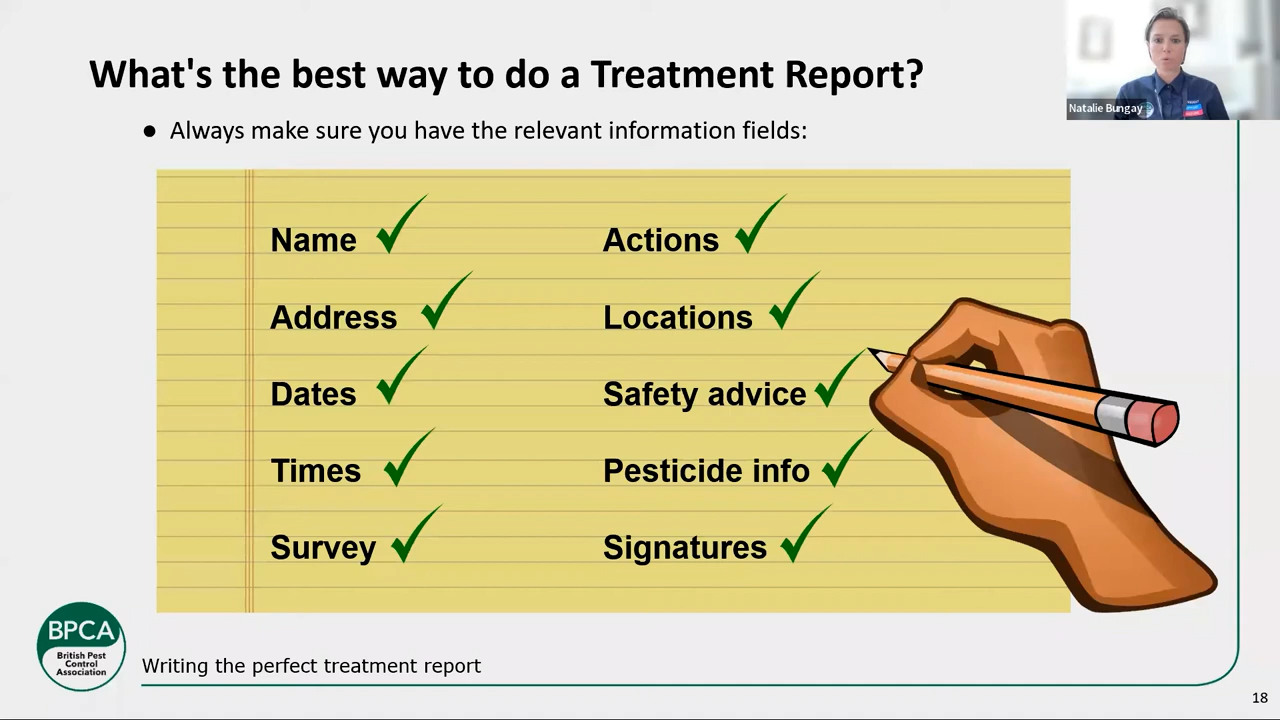 What's the best way to do a Treatment Report?
Natalie Bungay
● Always make sure you have the relevant information fields:
Name
Address
Dates
Times
Survey
Actions
Locations
Safety advice
Pesticide info
Signatures
BPCA
British Pest
Control
Association
Writing the perfect treatment report
18